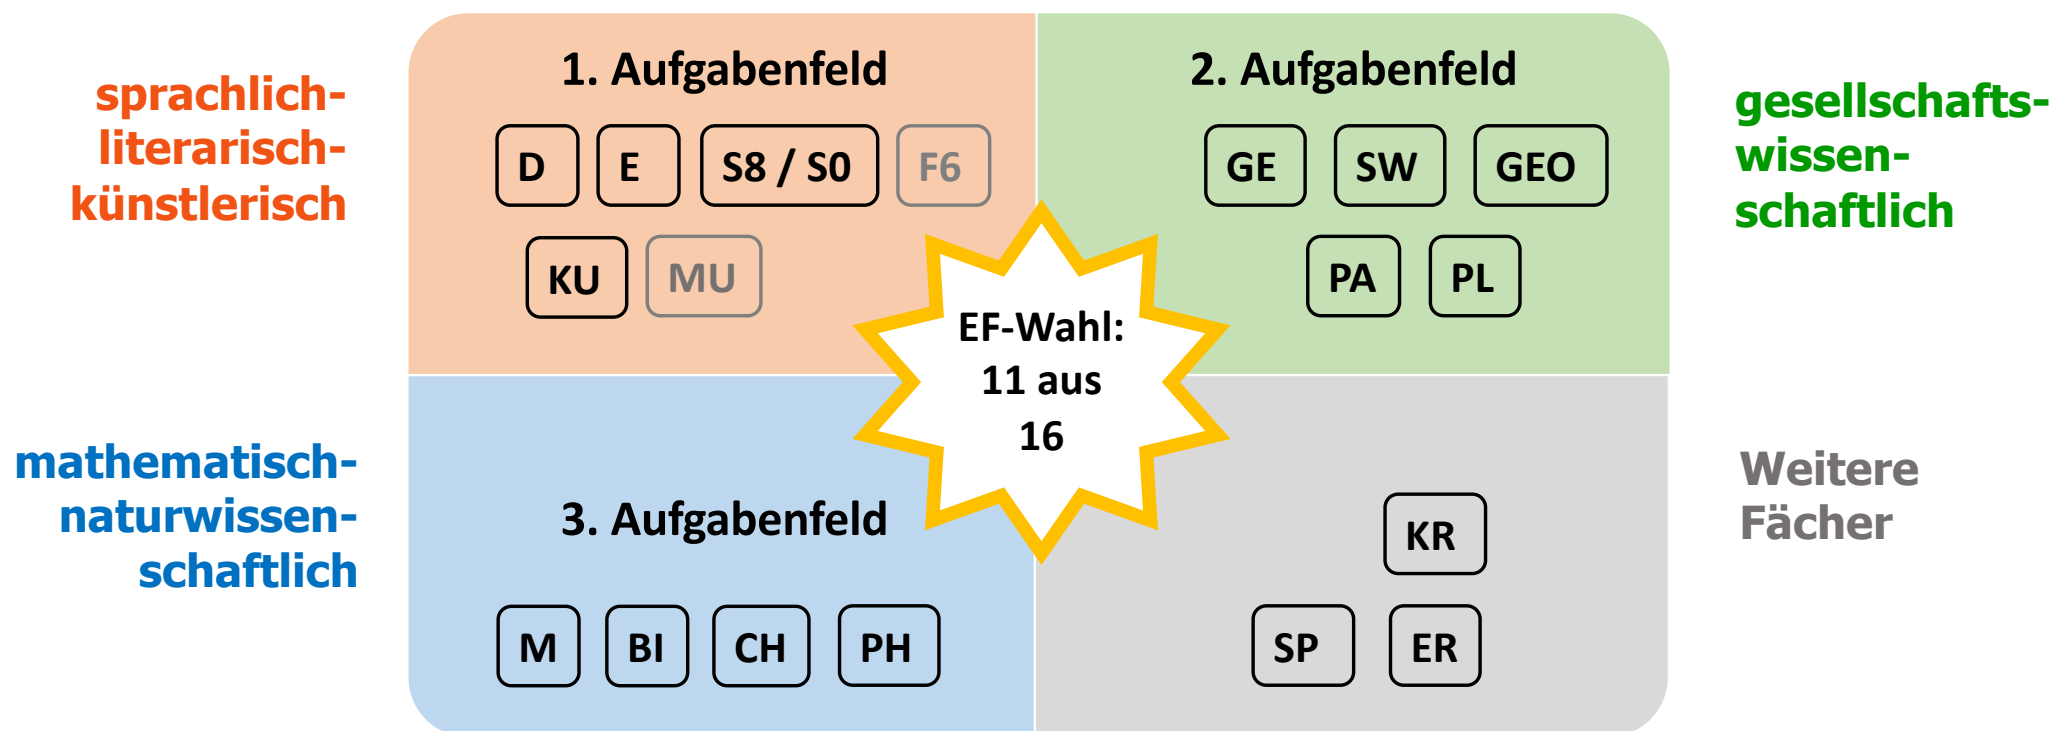 sprachlich-
literarisch-
künstlerisch
1. Aufgabenfeld
D E S8 / S0 F6
KU MU
2. Aufgabenfeld
GE SW GEO
PA PL
gesellschafts-
wissen-
schaftlich
EF-Wahl:
11 aus
16
mathematisch-
naturwissen-
schaftlich
3. Aufgabenfeld
M BI CH PH
KR
SP ER
Weitere
Fächer